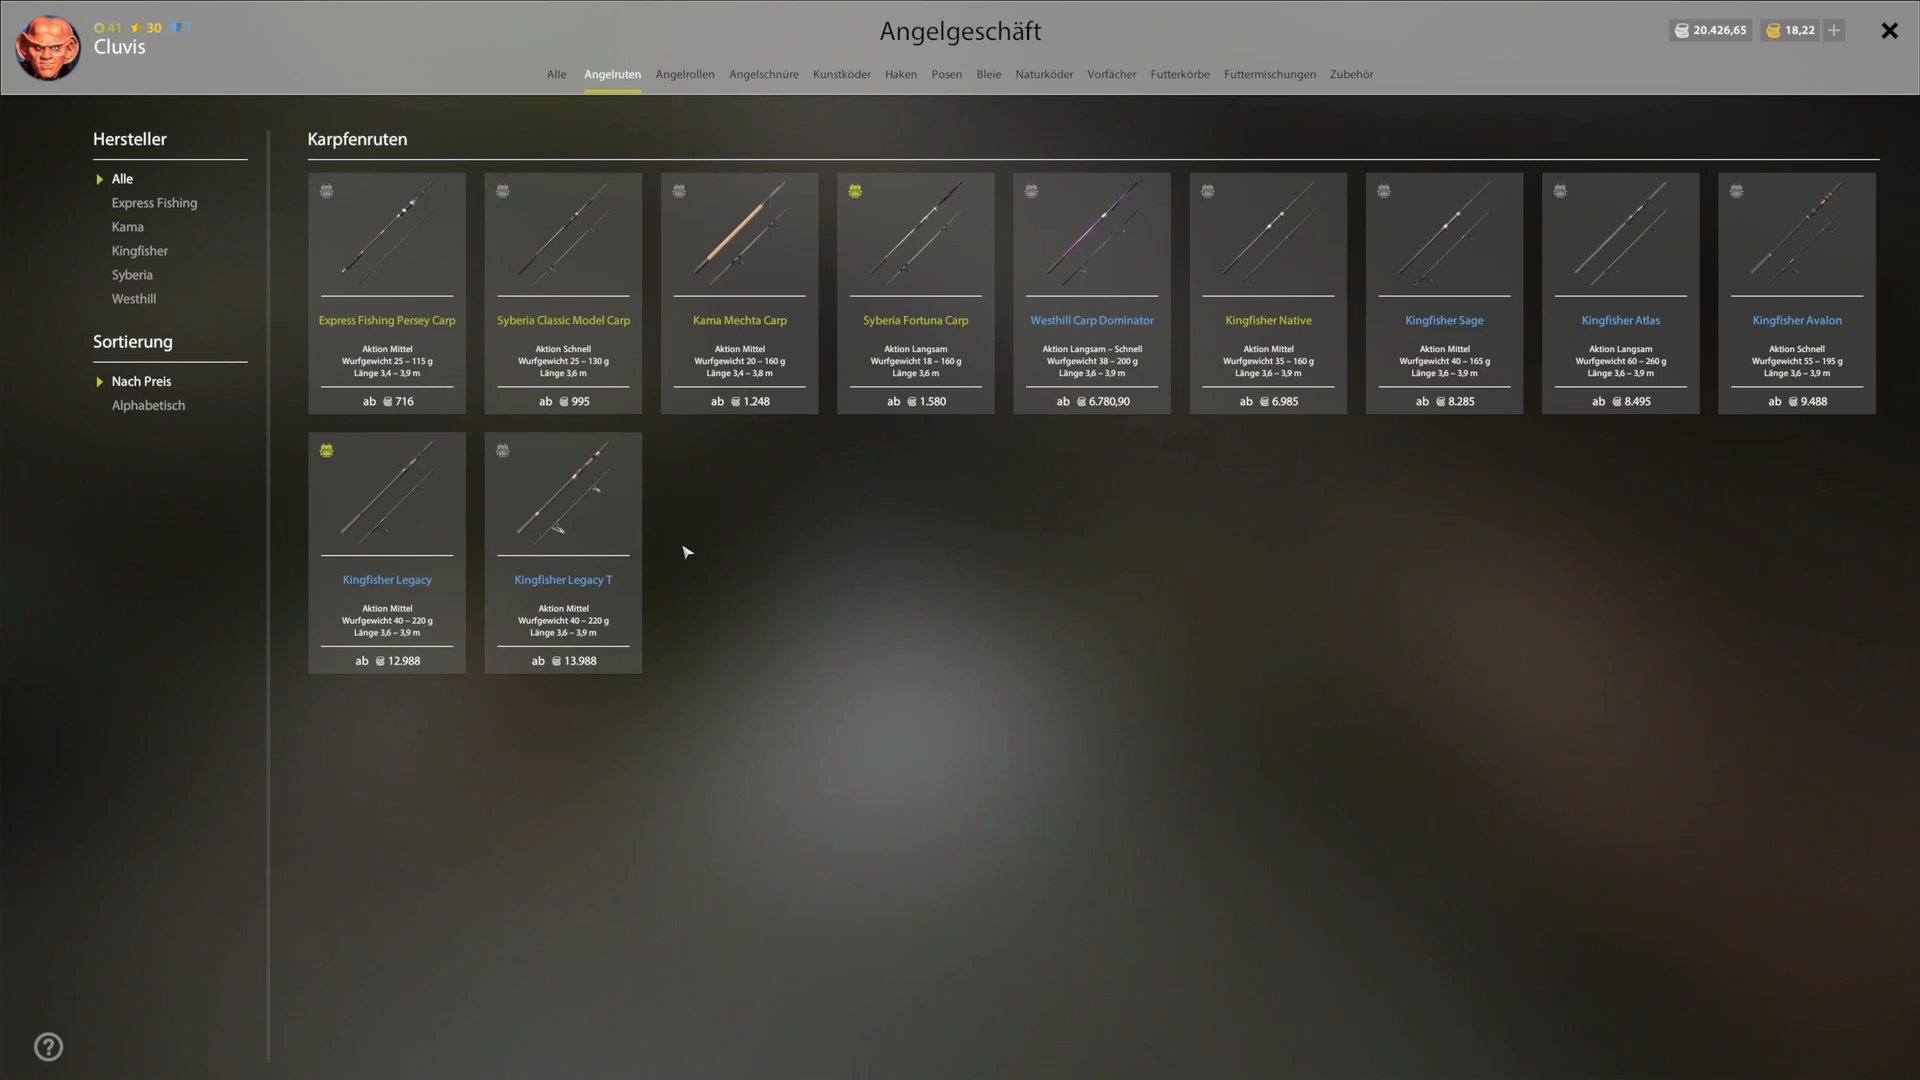 41 30 1
Cluvis
Angelgeschäft
20.426,65 18,22 +
Alle Angelruten Angelrollen Angelschnüre Kunstköder Haken Posen Bleie Naturköder Vorfächer Futterkörbe Futtermischungen Zubehör
Hersteller
Alle
Express Fishing
Kama
Kingfisher
Syberia
Westhill
Sortierung
Nach Preis
Alphabetisch
Karpfenruten
Express Fishing Persey Carp
Aktion Mittel
Wurfgewicht 25 – 115 g
Länge 3,4 – 3,9 m
ab 716
Syberia Classic Model Carp
Aktion Schnell
Wurfgewicht 25 – 130 g
Länge 3,6 m
ab 995
Kama Mechta Carp
Aktion Mittel
Wurfgewicht 20 – 160 g
Länge 3,4 – 3,8 m
ab 1.248
Syberia Fortuna Carp
Aktion Langsam
Wurfgewicht 18 – 160 g
Länge 3,6 m
ab 1.580
Westhill Carp Dominator
Aktion Langsam – Schnell
Wurfgewicht 38 – 200 g
Länge 3,6 – 3,9 m
ab 6.780,90
Kingfisher Native
Aktion Mittel
Wurfgewicht 35 – 160 g
Länge 3,6 – 3,9 m
ab 6.985
Kingfisher Sage
Aktion Mittel
Wurfgewicht 40 – 165 g
Länge 3,6 – 3,9 m
ab 8.285
Kingfisher Atlas
Aktion Langsam
Wurfgewicht 60 – 260 g
Länge 3,6 – 3,9 m
ab 8.495
Kingfisher Avalon
Aktion Schnell
Wurfgewicht 55 – 195 g
Länge 3,6 – 3,9 m
ab 9.488
Kingfisher Legacy
Aktion Mittel
Wurfgewicht 40 – 220 g
Länge 3,6 – 3,9 m
ab 12.988
Kingfisher Legacy T
Aktion Mittel
Wurfgewicht 40 – 220 g
Länge 3,6 – 3,9 m
ab 13.988
?